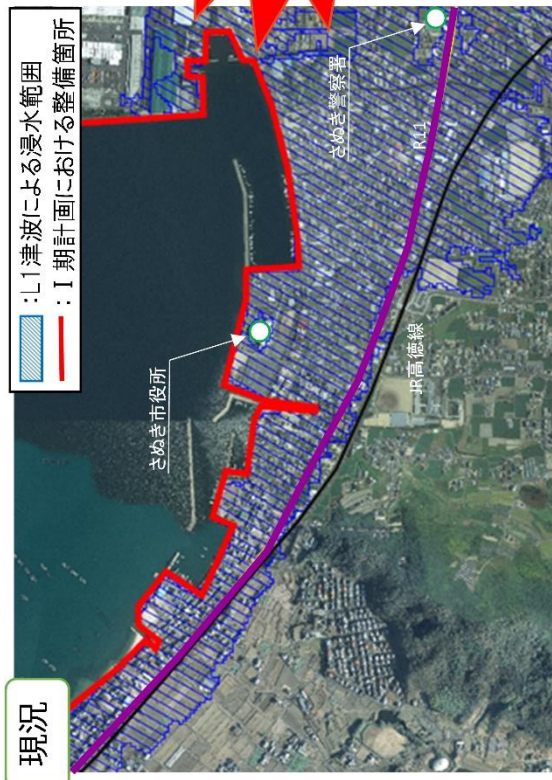 現況
:L1津波による浸水範囲
:Ⅰ期計画における整備箇所
さぬき市役所
さぬき警察署
R11
JR高徳線